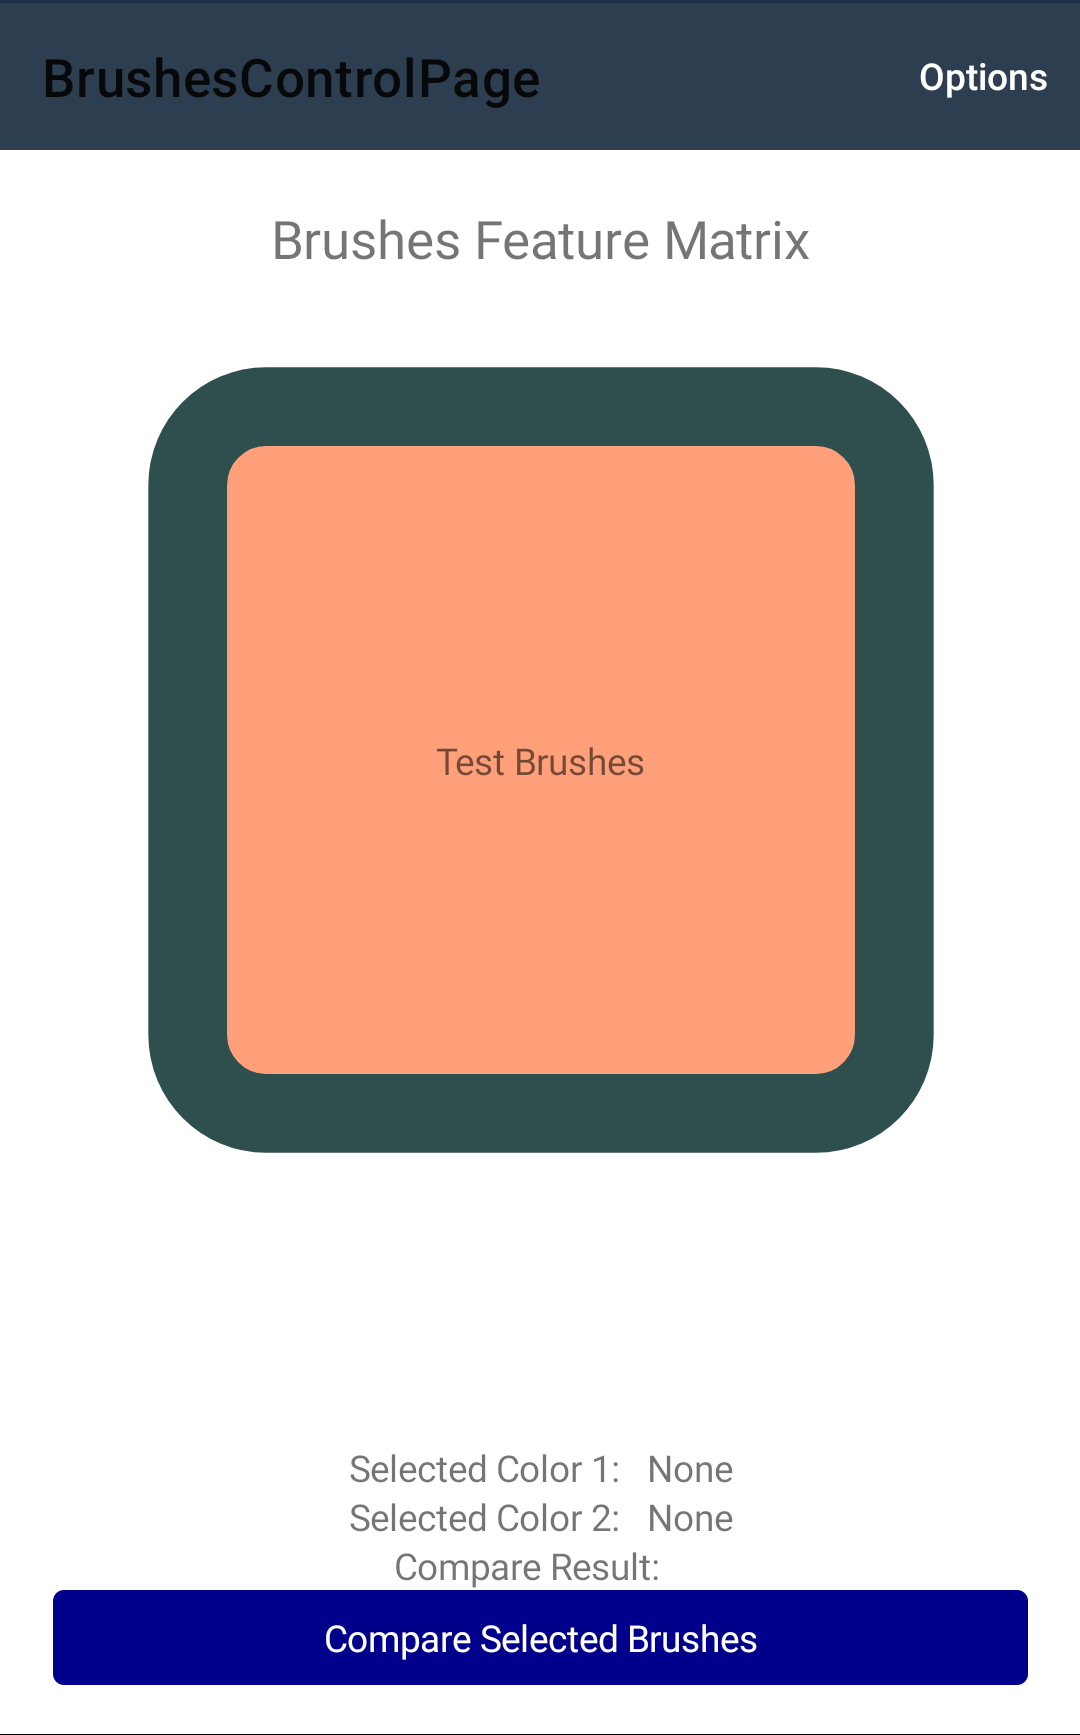 BrushesControlPage Options
Brushes Feature Matrix
Test Brushes
Selected Color 1: None
Selected Color 2: None
Compare Result:
Compare Selected Brushes